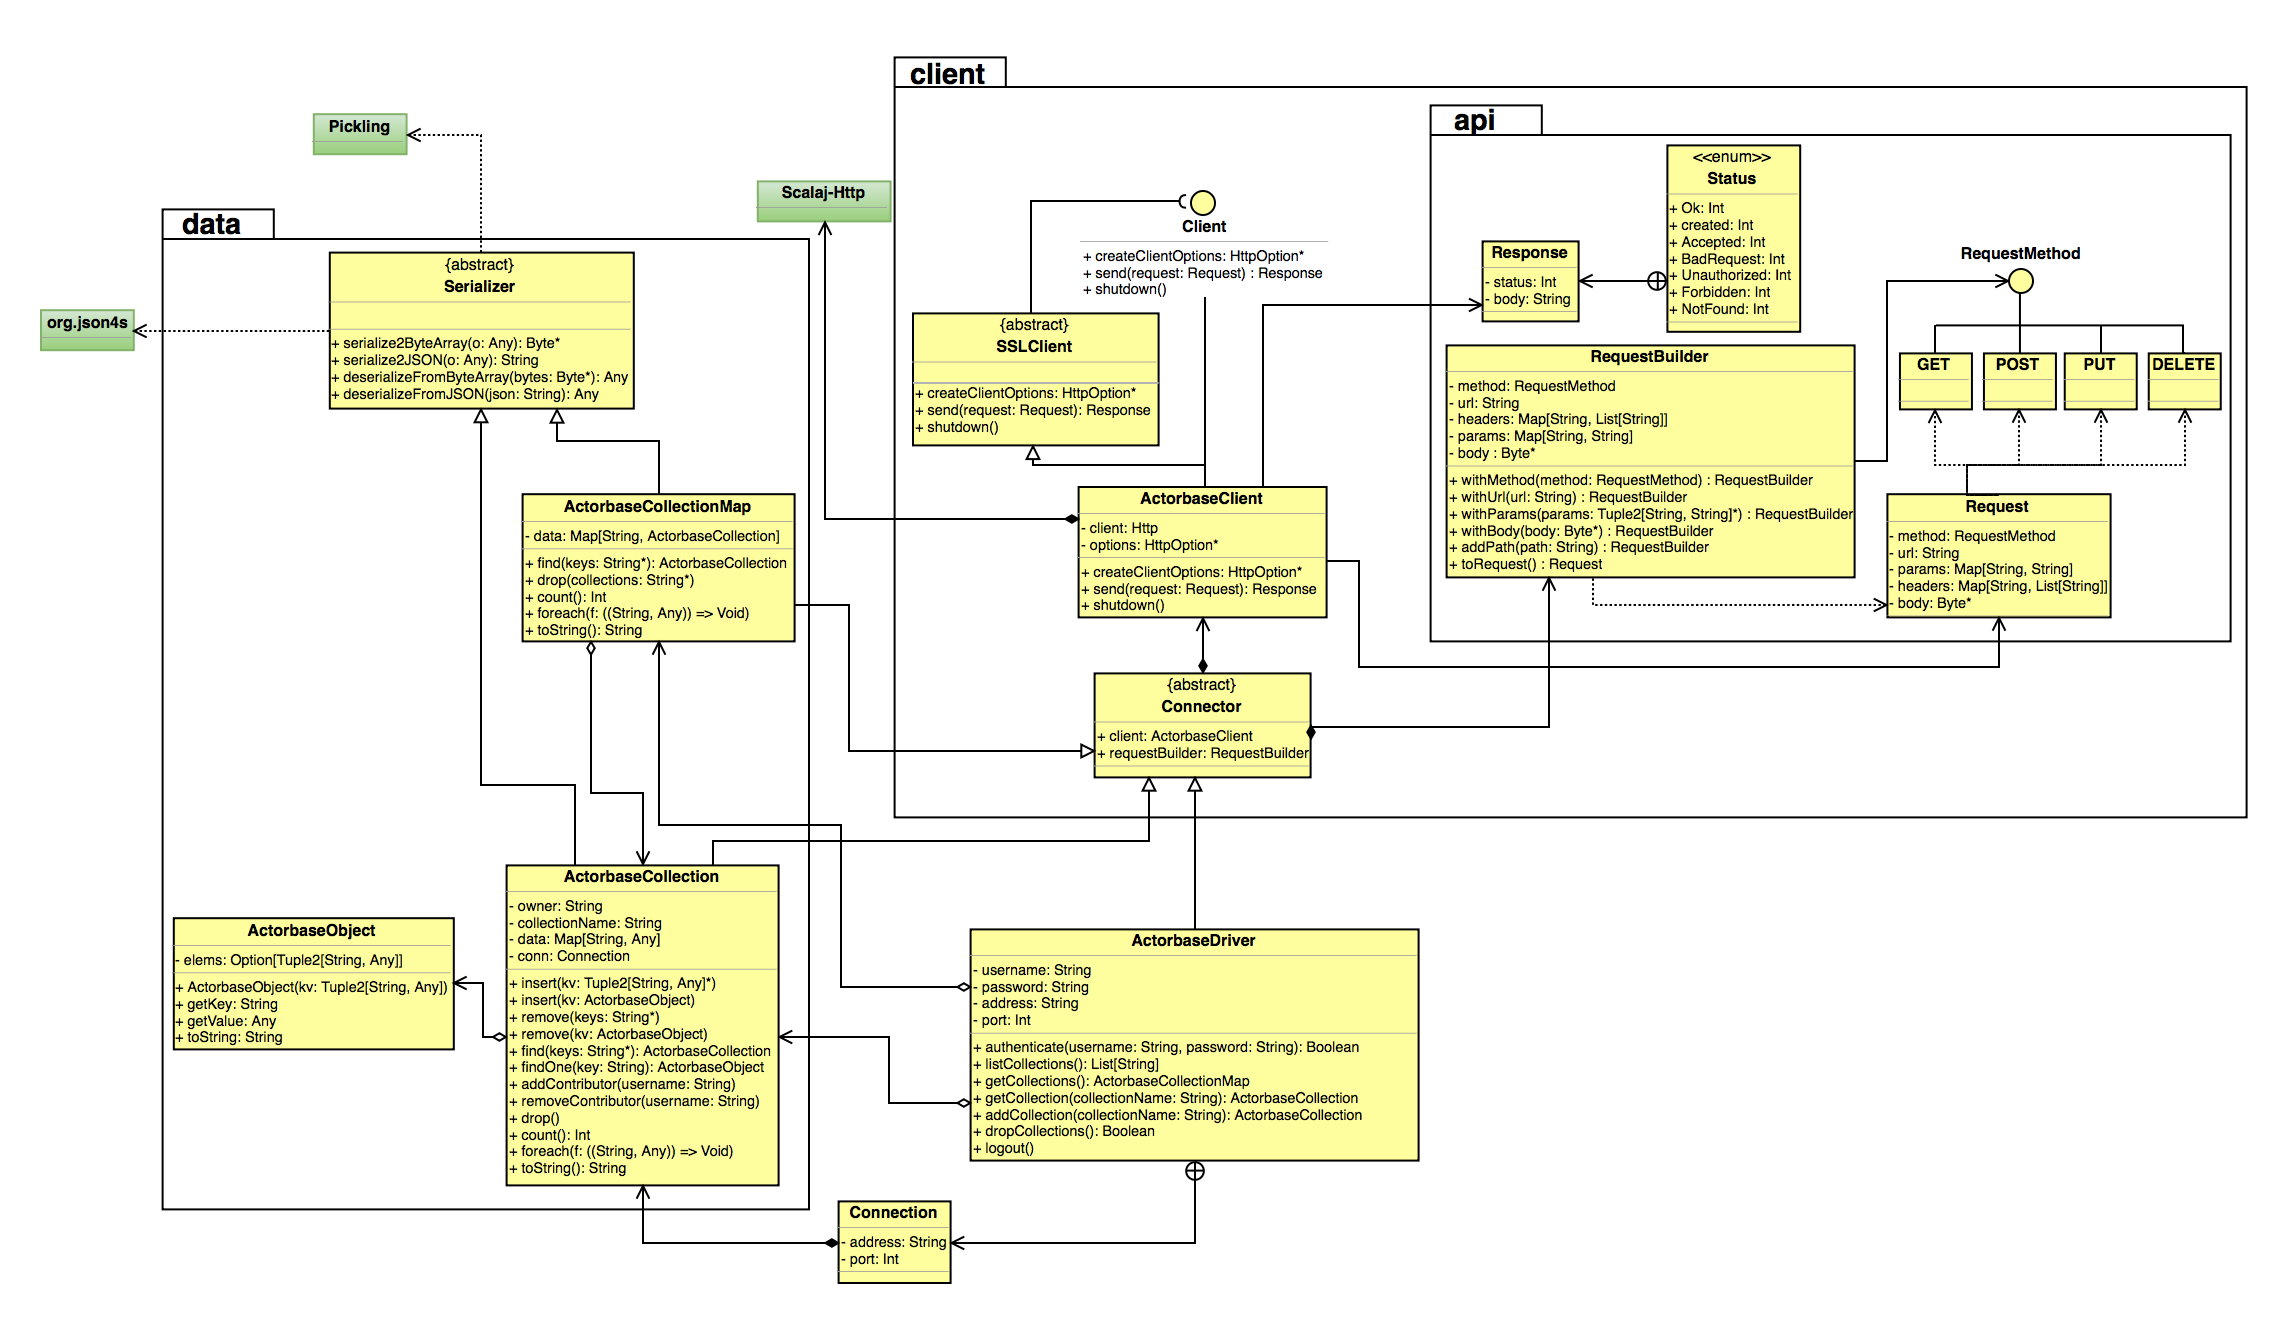 client
api
Pickling
<<enum>>
Status
+ Ok: Int
+ created: Int
+ Accepted: Int
+ BadRequest: Int
+ Unauthorized: Int
+ Forbidden: Int
+ NotFound: Int
Scalaj-Http
data
Client
+ createClientOptions: HttpOption*
+ send(request: Request) : Response
+ shutdown()
Response
- status: Int
- body: String
RequestMethod
{abstract}
Serializer
+ serialize2ByteArray(o: Any): Byte*
+ serialize2JSON(o: Any): String
+ deserializeFromByteArray(bytes: Byte*): Any
+ deserializeFromJSON(json: String): Any
org.json4s
{abstract}
SSLClient
+ createClientOptions: HttpOption*
+ send(request: Request): Response
+ shutdown()
RequestBuilder
- method: RequestMethod
- url: String
- headers: Map[String, List[String]]
- params: Map[String, String]
- body : Byte*
+ withMethod(method: RequestMethod) : RequestBuilder
+ withUrl(url: String) : RequestBuilder
+ withParams(params: Tuple2[String, String]*) : RequestBuilder
+ withBody(body: Byte*) : RequestBuilder
+ addPath(path: String) : RequestBuilder
+ toRequest() : Request
GET
POST
PUT
DELETE
ActorbaseCollectionMap
- data: Map[String, ActorbaseCollection]
+ find(keys: String*): ActorbaseCollection
+ drop(collections: String*)
+ count(): Int
+ foreach(f: ((String, Any)) => Void)
+ toString(): String
ActorbaseClient
- client: Http
- options: HttpOption*
+ createClientOptions: HttpOption*
+ send(request: Request): Response
+ shutdown()
Request
- method: RequestMethod
- url: String
- params: Map[String, String]
- headers: Map[String, List[String]]
- body: Byte*
{abstract}
Connector
+ client: ActorbaseClient
+ requestBuilder: RequestBuilder
ActorbaseCollection
- owner: String
- collectionName: String
- data: Map[String, Any]
- conn: Connection
+ insert(kv: Tuple2[String, Any]*)
+ insert(kv: ActorbaseObject)
+ remove(keys: String*)
+ remove(kv: ActorbaseObject)
+ find(keys: String*): ActorbaseCollection
+ findOne(key: String): ActorbaseObject
+ addContributor(username: String)
+ removeContributor(username: String)
+ drop()
+ count(): Int
+ foreach(f: ((String, Any)) => Void)
+ toString(): String
ActorbaseObject
- elems: Option[Tuple2[String, Any]]
+ ActorbaseObject(kv: Tuple2[String, Any])
+ getKey: String
+ getValue: Any
+ toString: String
ActorbaseDriver
- username: String
- password: String
- address: String
- port: Int
+ authenticate(username: String, password: String): Boolean
+ listCollections(): List[String]
+ getCollections(): ActorbaseCollectionMap
+ getCollection(collectionName: String): ActorbaseCollection
+ addCollection(collectionName: String): ActorbaseCollection
+ dropCollections(): Boolean
+ logout()
Connection
- address: String
- port: Int